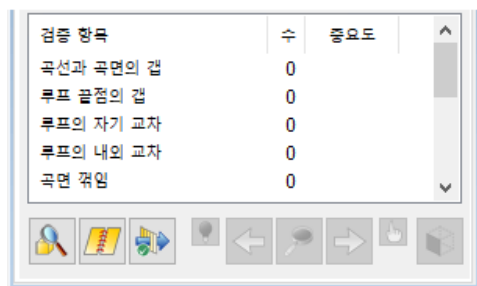 검증 항목 수 중요도
곡선과 곡면의 갭 0
루프 끝점의 갭 0
루프의 자기 교차 0
루프의 내외 교차 0
곡면 꺾임 0